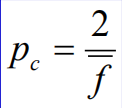 p_c = 2 / f̿